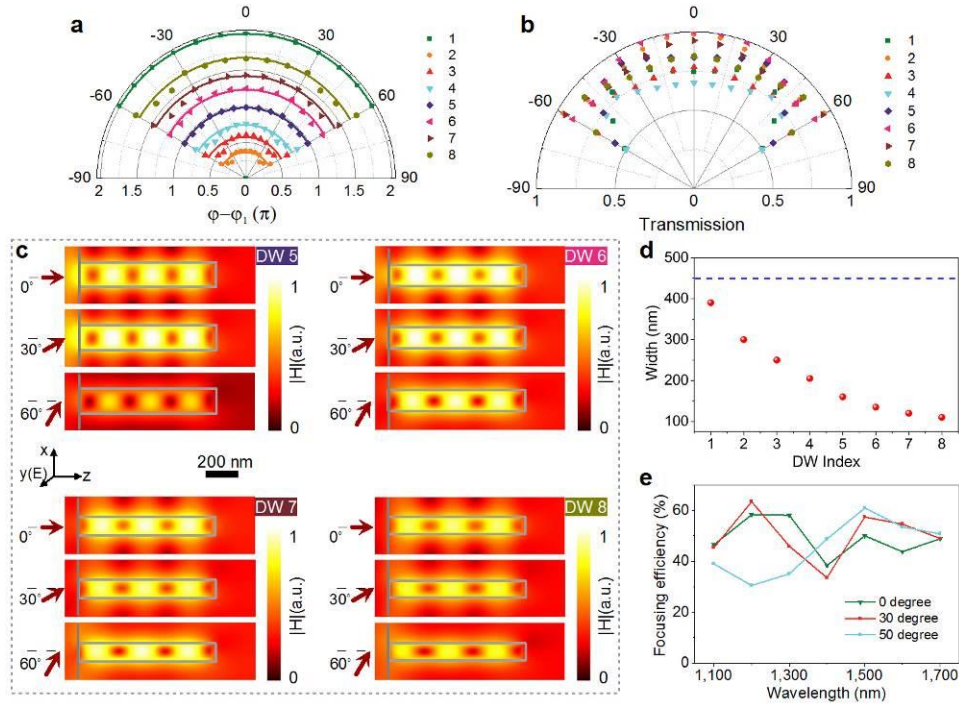 a
0
-30
30
-60
60
-90
90
2 1.5 1 0.5 0 0.5 1 1.5 2
φ−φ1 (π)
1
2
3
4
5
6
7
8
b
0
-30
30
-60
60
-90
90
1 0.5 0 0.5 1
Transmission
1
2
3
4
5
6
7
8
c
DW 5
0°
30°
60°
1
|H|(a.u.)
0
DW 6
0°
30°
60°
1
|H|(a.u.)
0
x
y(E)
z
200 nm
DW 7
0°
30°
60°
1
|H|(a.u.)
0
DW 8
0°
30°
60°
1
|H|(a.u.)
0
d
500
400
300
200
100
Width (nm)
1 2 3 4 5 6 7 8
DW Index
e
60
40
20
0
Focusing efficiency (%)
0 degree
30 degree
50 degree
1,100 1,300 1,500 1,700
Wavelength (nm)